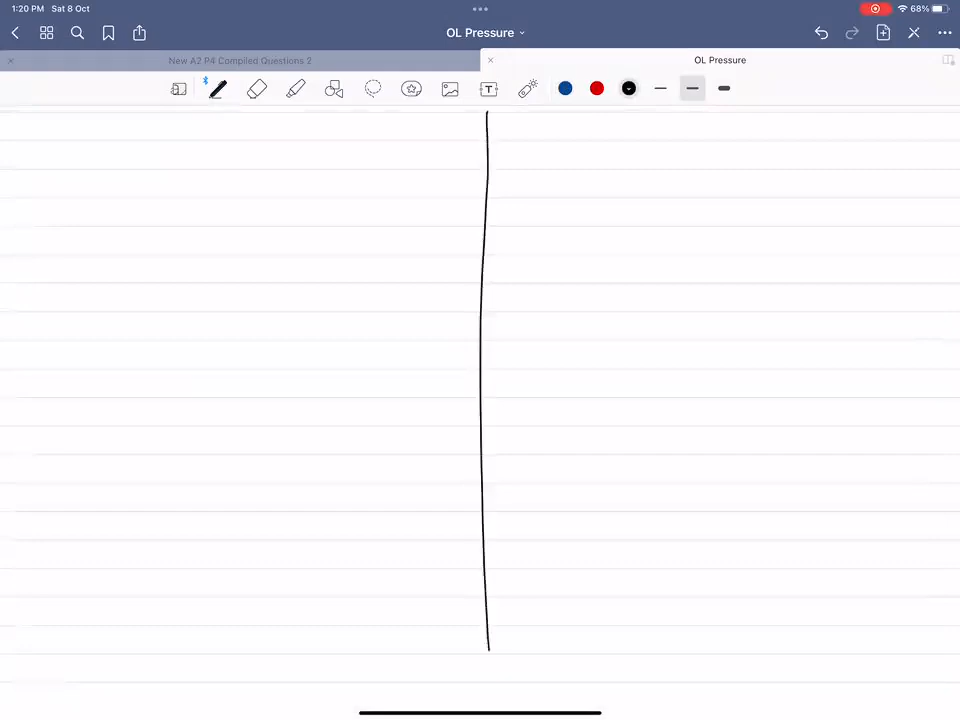 1:20 PM Sat 8 Oct
68%
OL Pressure
New A2 P4 Compiled Questions 2
OL Pressure
T